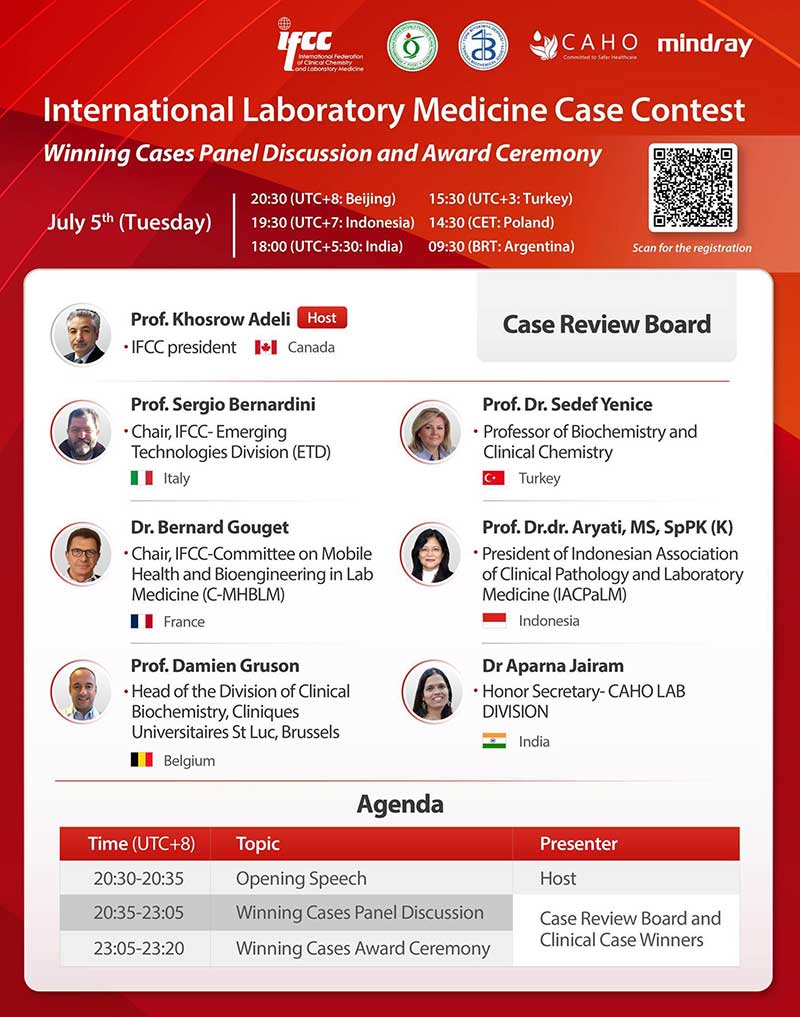 ifcc
International Federation
of Clinical Chemistry
and Laboratory Medicine
CAHO
Committed to Safer Healthcare
mindray
International Laboratory Medicine Case Contest
Winning Cases Panel Discussion and Award Ceremony
July 5th (Tuesday)
20:30 (UTC+8: Beijing)
15:30 (UTC+3: Turkey)
19:30 (UTC+7: Indonesia)
14:30 (CET: Poland)
18:00 (UTC+5:30: India)
09:30 (BRT: Argentina)
Scan for the registration
Prof. Khosrow Adeli Host
• IFCC president Canada
Case Review Board
Prof. Sergio Bernardini
• Chair, IFCC- Emerging
Technologies Division (ETD)
Italy
Prof. Dr. Sedef Yenice
• Professor of Biochemistry and
Clinical Chemistry
Turkey
Dr. Bernard Gouget
• Chair, IFCC-Committee on Mobile
Health and Bioengineering in Lab
Medicine (C-MHBLM)
France
Prof. Dr.dr. Aryati, MS, SpPK (K)
• President of Indonesian Association
of Clinical Pathology and Laboratory
Medicine (IACPaLM)
Indonesia
Prof. Damien Gruson
• Head of the Division of Clinical
Biochemistry, Cliniques
Universitaires St Luc, Brussels
Belgium
Dr Aparna Jairam
• Honor Secretary- CAHO LAB
DIVISION
India
Agenda
Time (UTC+8) Topic Presenter
20:30-20:35 Opening Speech Host
20:35-23:05 Winning Cases Panel Discussion
23:05-23:20 Winning Cases Award Ceremony
Case Review Board and
Clinical Case Winners